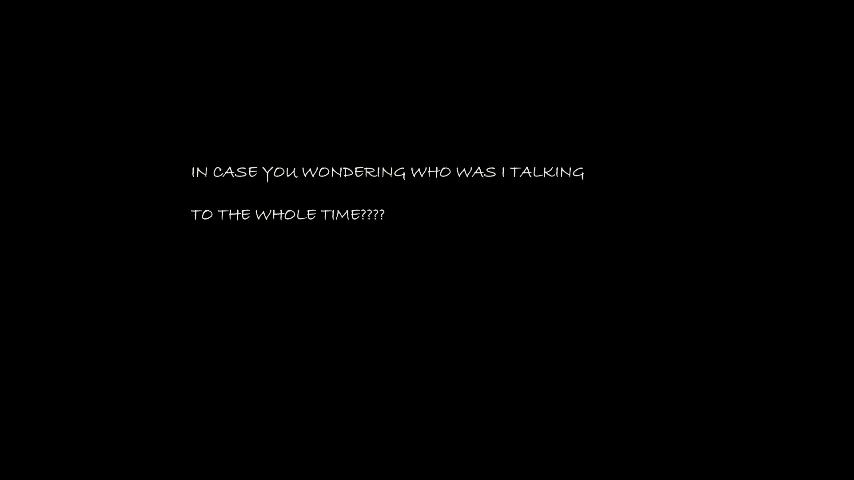 IN CASE YOU WONDERING WHO WAS I TALKING
TO THE WHOLE TIME????